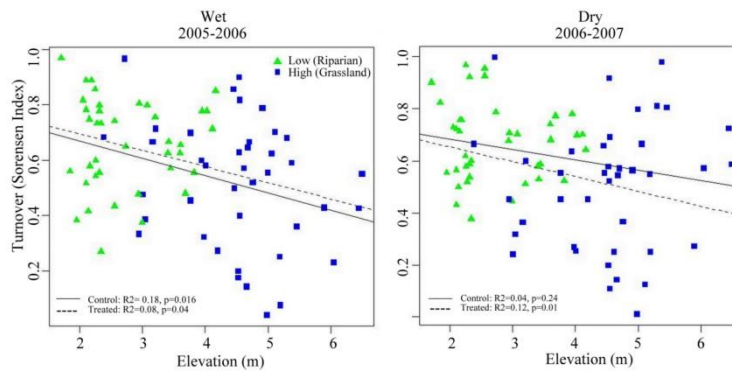 Wet
2005-2006
Dry
2006-2007
Turnover (Sorensen Index)
1.0
0.8
0.6
0.4
0.2
Low (Riparian)
High (Grassland)
Control: R2= 0.18, p=0.016
Treated: R2=0.08, p=0.04
2 3 4 5 6
Elevation (m)
1.0
0.8
0.6
0.4
0.2
Control: R2=0.04, p=0.24
Treated: R2=0.12, p=0.01
2 3 4 5 6
Elevation (m)